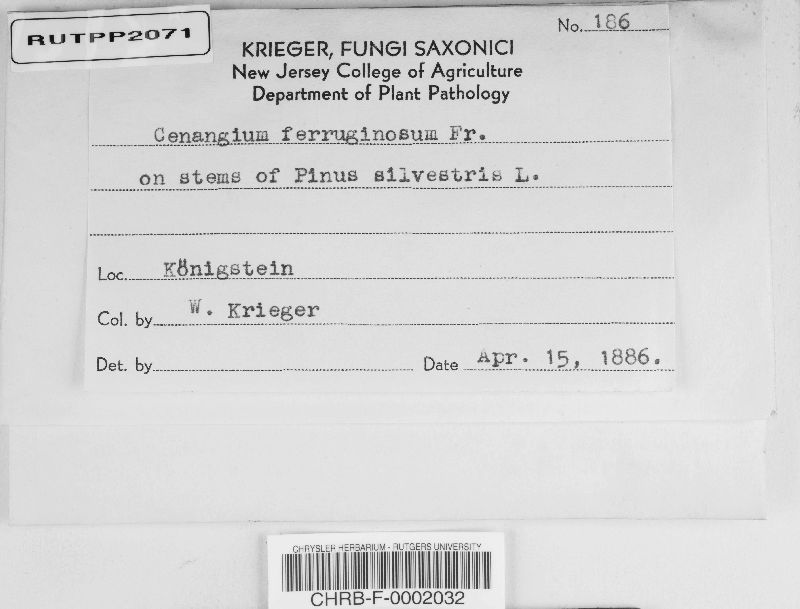 RUTPP2071
No. 186
KRIEGER, FUNGI SAXONICI
New Jersey College of Agriculture
Department of Plant Pathology
Cenangium ferruginosum Fr.
on stems of Pinus silvestris L.
Loc. Königstein
Col. by W. Krieger
Det. by Date Apr. 15, 1886.
CHRYSLER HERBARIUM - RUTGERS UNIVERSITY
CHRB-F-0002032